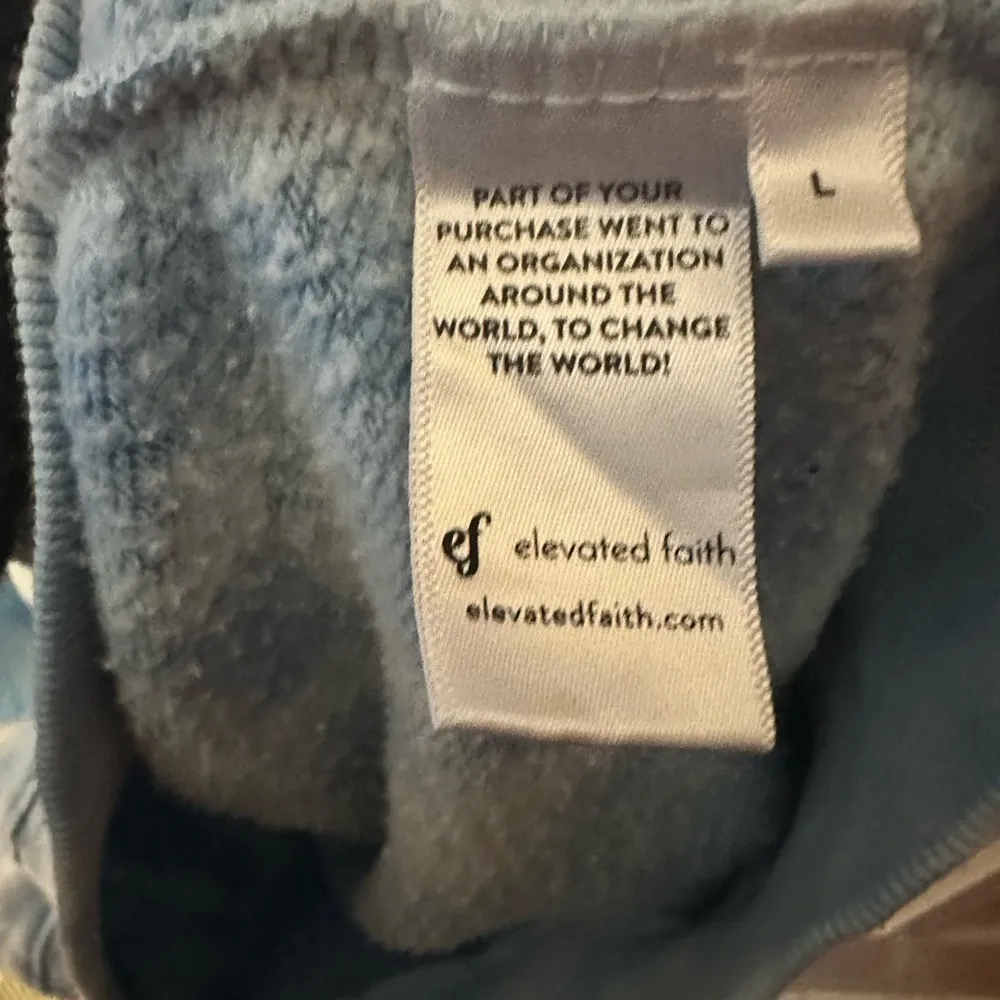 PART OF YOUR
PURCHASE WENT TO
AN ORGANIZATION
AROUND THE
WORLD, TO CHANGE
THE WORLD!
ef elevated faith
elevatedfaith.com
L